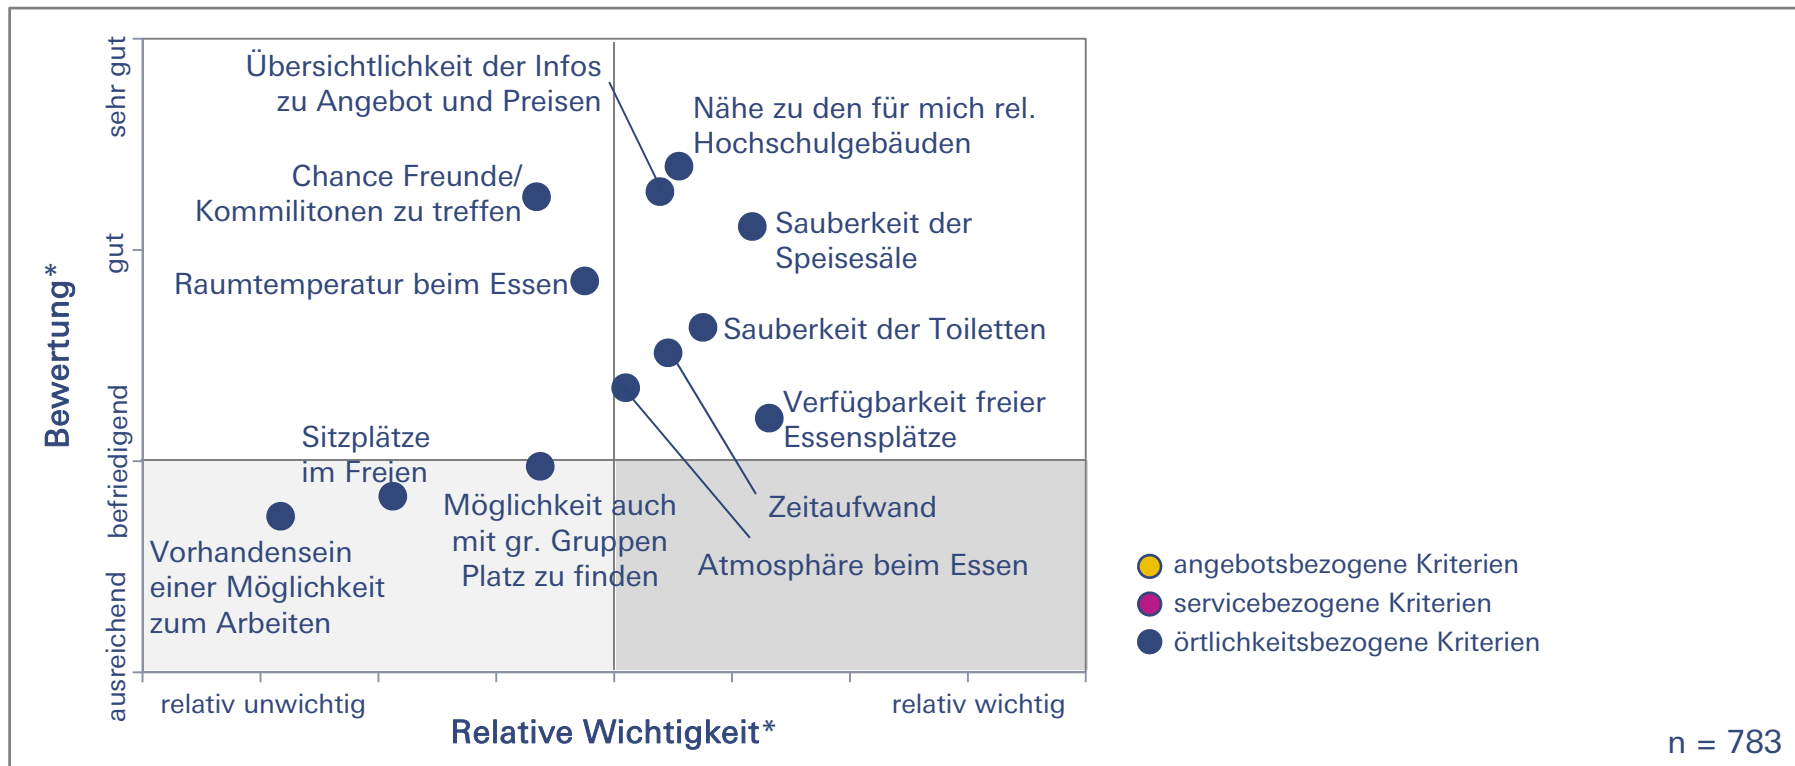 sehr gut
gut
befriedigend
ausreichend
Bewertung*
Übersichtlichkeit der Infos
zu Angebot und Preisen
Nähe zu den für mich rel.
Hochschulgebäuden
Chance Freunde/
Kommilitonen zu treffen
Sauberkeit der
Speisesäle
Raumtemperatur beim Essen
Sauberkeit der Toiletten
Verfügbarkeit freier
Essensplätze
Sitzplätze
im Freien
Möglichkeit auch
mit gr. Gruppen
Platz zu finden
Zeitaufwand
Atmosphäre beim Essen
Vorhandensein
einer Möglichkeit
zum Arbeiten
relativ unwichtig
relativ wichtig
Relative Wichtigkeit*
angebotsbezogene Kriterien
servicebezogene Kriterien
örtlichkeitsbezogene Kriterien
n = 783